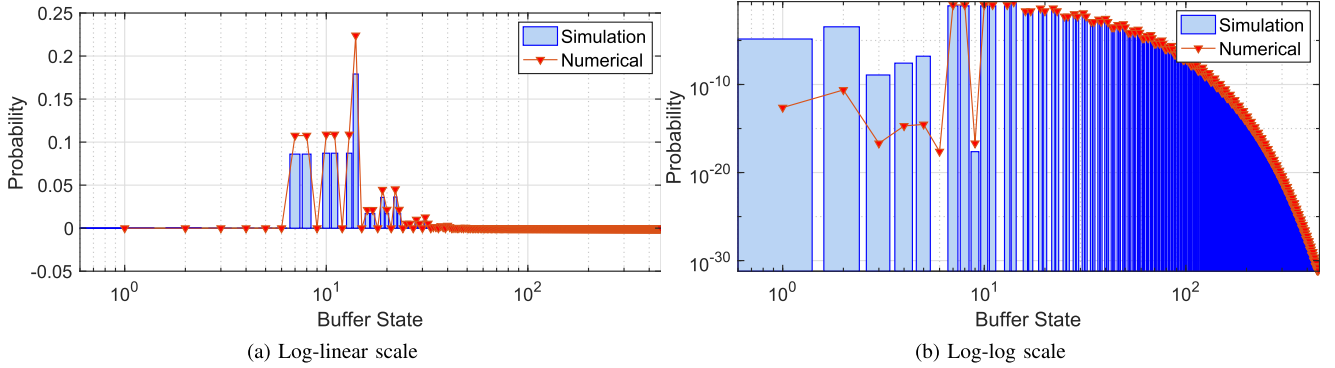 0.25
0.2
0.15
0.1
0.05
0
-0.05
Probability
10^0
10^1
10^2
Buffer State
Simulation
Numerical
(a) Log-linear scale
10^-10
10^-20
10^-30
Probability
10^0
10^1
10^2
Buffer State
Simulation
Numerical
(b) Log-log scale